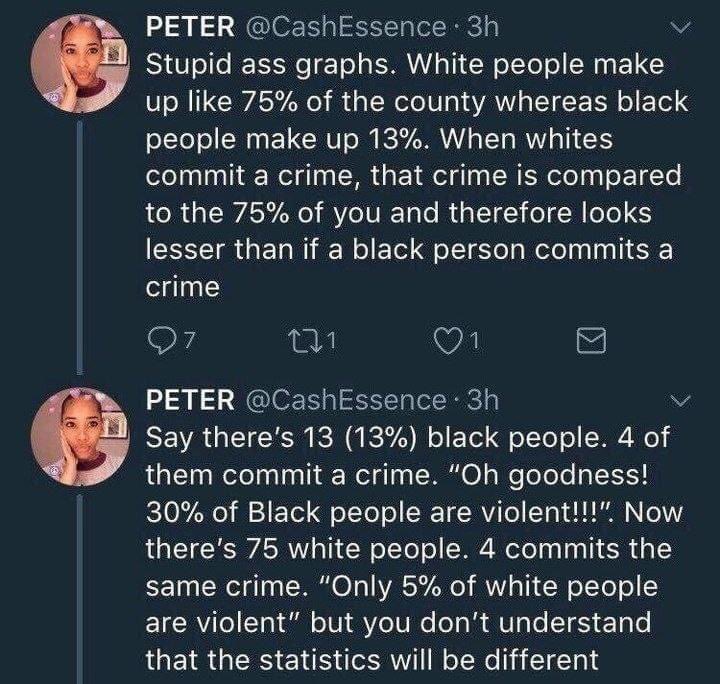 PETER @CashEssence · 3h
Stupid ass graphs. White people make
up like 75% of the county whereas black
people make up 13%. When whites
commit a crime, that crime is compared
to the 75% of you and therefore looks
lesser than if a black person commits a
crime
7 1 1
PETER @CashEssence · 3h
Say there's 13 (13%) black people. 4 of
them commit a crime. "Oh goodness!
30% of Black people are violent!!!". Now
there's 75 white people. 4 commits the
same crime. "Only 5% of white people
are violent" but you don't understand
that the statistics will be different